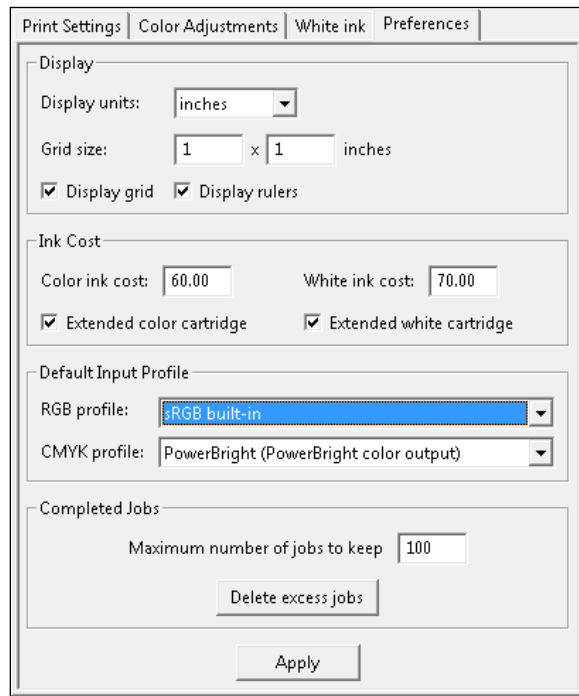 Print Settings Color Adjustments White ink Preferences
Display
Display units: inches
Grid size: 1 x 1 inches
Display grid Display rulers
Ink Cost
Color ink cost: 60.00 White ink cost: 70.00
Extended color cartridge Extended white cartridge
Default Input Profile
RGB profile: sRGB built-in
CMYK profile: PowerBright (PowerBright color output)
Completed Jobs
Maximum number of jobs to keep 100
Delete excess jobs
Apply